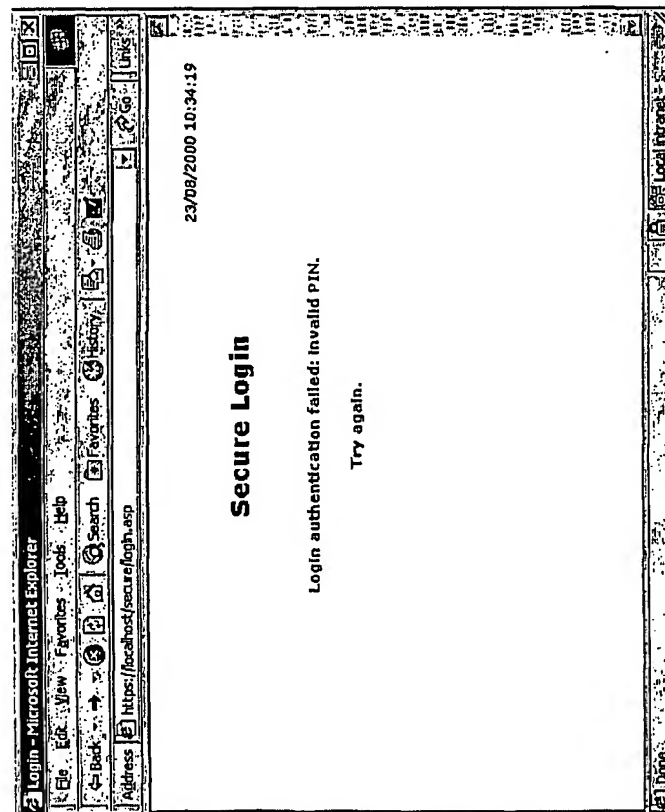 Login - Microsoft Internet Explorer
File Edit View Favorites Tools Help
Back Search Favorites History
Address https://localhost/secure/login.asp Go Links
23/08/2000 10:34:19
Secure Login
Login authentication failed: Invalid PIN.
Try again.
Done Local intranet